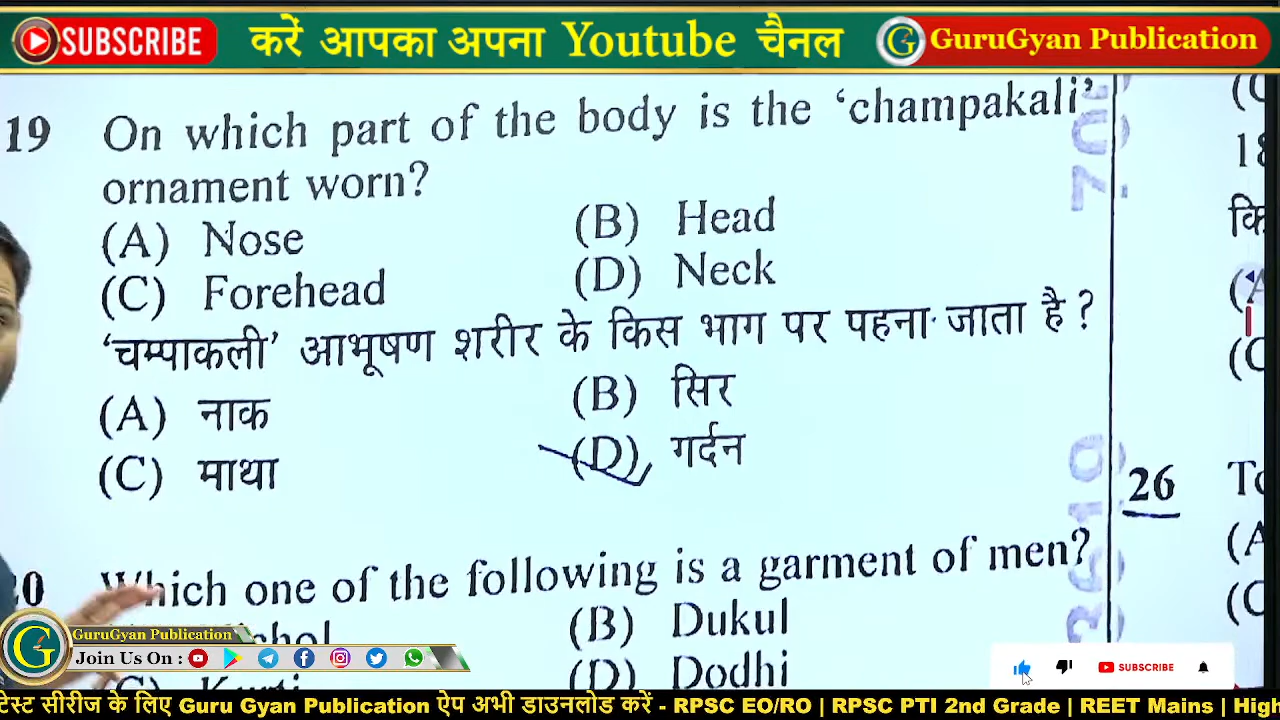 SUBSCRIBE करें आपका अपना Youtube चैनल GuruGyan Publication
19 On which part of the body is the ‘champakali’
ornament worn?
(A) Nose (B) Head
(C) Forehead (D) Neck
‘चम्पाकली’ आभूषण शरीर के किस भाग पर पहना जाता है ?
(A) नाक (B) सिर
(C) माथा (D) गर्दन
Which one of the following is a garment of men?
(B) Dukul
(D) Dodhi
26
GuruGyan Publication
Join Us On :
SUBSCRIBE
टेस्ट सीरीज के लिए Guru Gyan Publication ऐप अभी डाउनलोड करें - RPSC EO/RO | RPSC PTI 2nd Grade | REET Mains | High